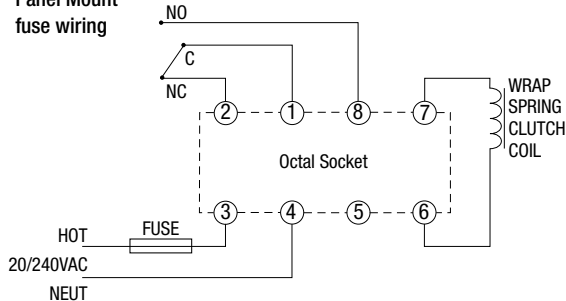 Panel Mount
fuse wiring
NO
C
NC
2
1
8
7
WRAP
SPRING
CLUTCH
COIL
Octal Socket
3
4
5
6
HOT
FUSE
20/240VAC
NEUT